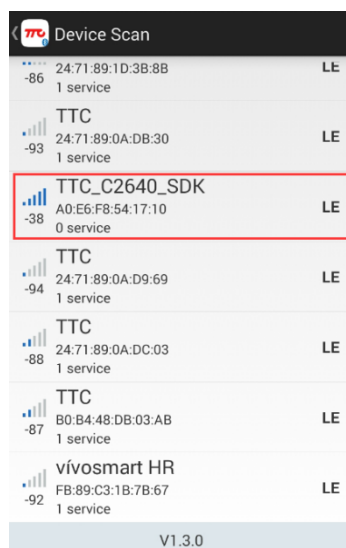 TTC Device Scan
24:71:89:1D:3B:8B LE
-86
1 service
TTC
24:71:89:0A:DB:30 LE
-93
1 service
TTC_C2640_SDK
A0:E6:F8:54:17:10 LE
-38
0 service
TTC
24:71:89:0A:D9:69 LE
-94
1 service
TTC
24:71:89:0A:DC:03 LE
-88
1 service
TTC
B0:B4:48:DB:03:AB LE
-87
1 service
vívosmart HR
FB:89:C3:1B:7B:67 LE
-92
1 service
V1.3.0